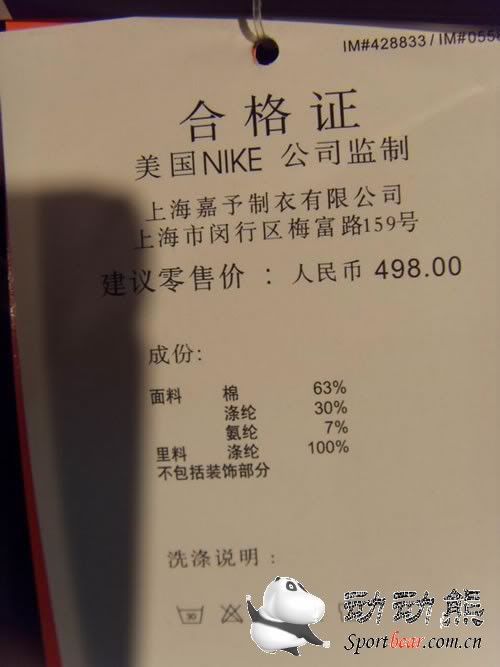 IM#428833 / IM#055
合格证
美国NIKE 公司监制
上海嘉予制衣有限公司
上海市闵行区梅富路159号
建议零售价 : 人民币 498.00
成份:
面料 棉 63%
涤纶 30%
氨纶 7%
里料 涤纶 100%
不包括装饰部分
洗涤说明 :
30
动动熊
Sportbear.com.cn